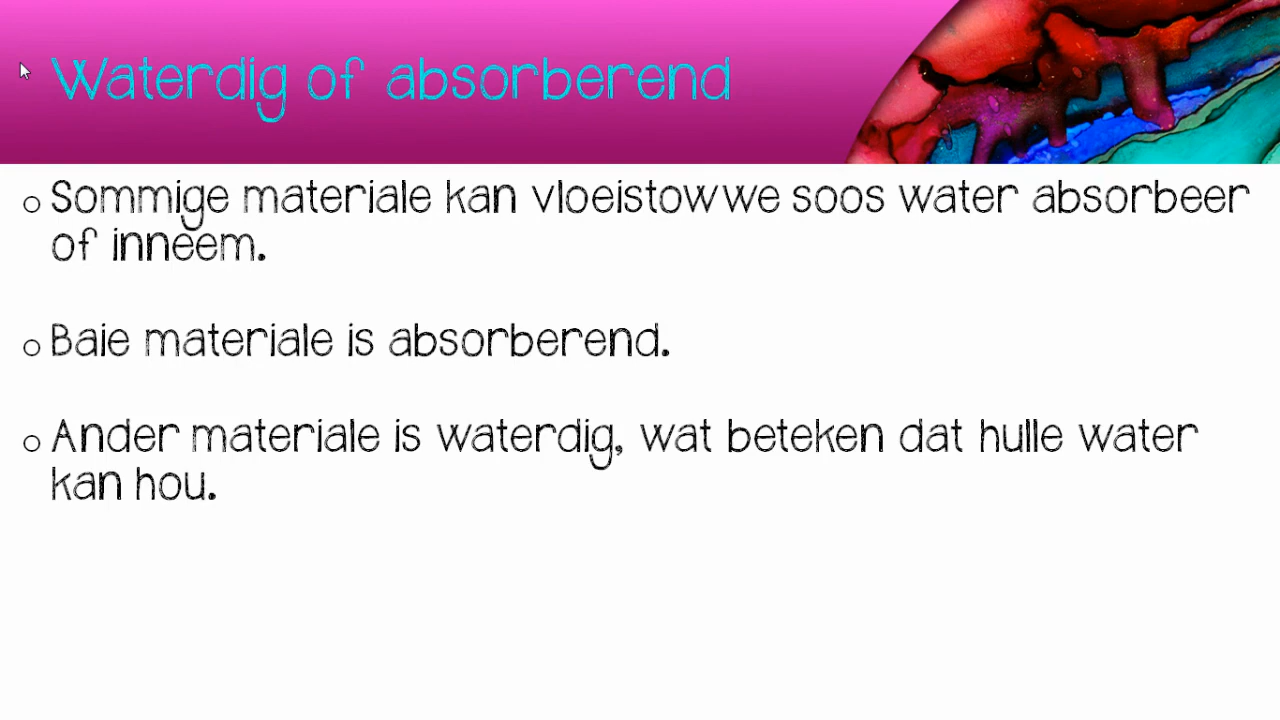 Waterdig of absorberend
o Sommige materiale kan vloeistowwe soos water absorbeer
of inneem.
o Baie materiale is absorberend.
o Ander materiale is waterdig, wat beteken dat hulle water
kan hou.